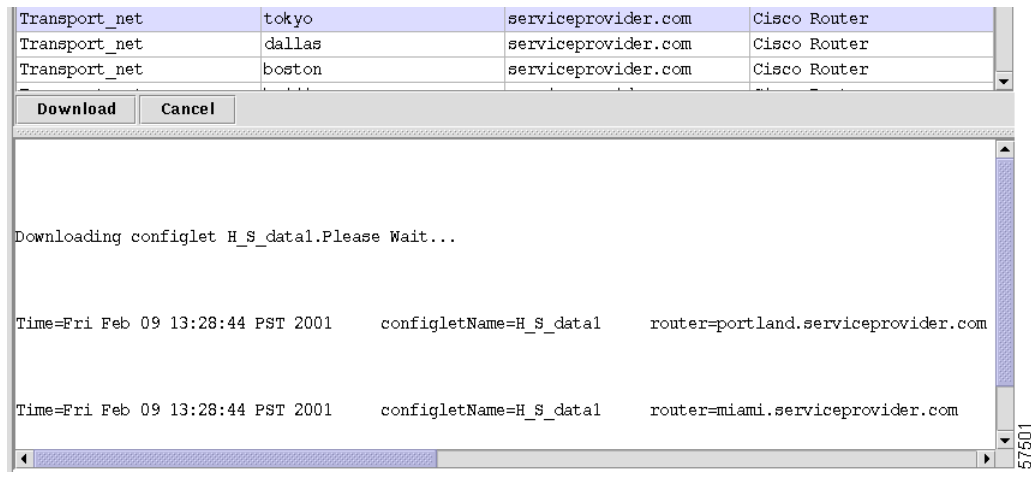 Transport_net tokyo serviceprovider.com Cisco Router
Transport_net dallas serviceprovider.com Cisco Router
Transport_net boston serviceprovider.com Cisco Router
Download Cancel
Downloading configlet H_S_data1.Please Wait...
Time=Fri Feb 09 13:28:44 PST 2001 configletName=H_S_data1 router=portland.serviceprovider.com
Time=Fri Feb 09 13:28:44 PST 2001 configletName=H_S_data1 router=miami.serviceprovider.com
57501